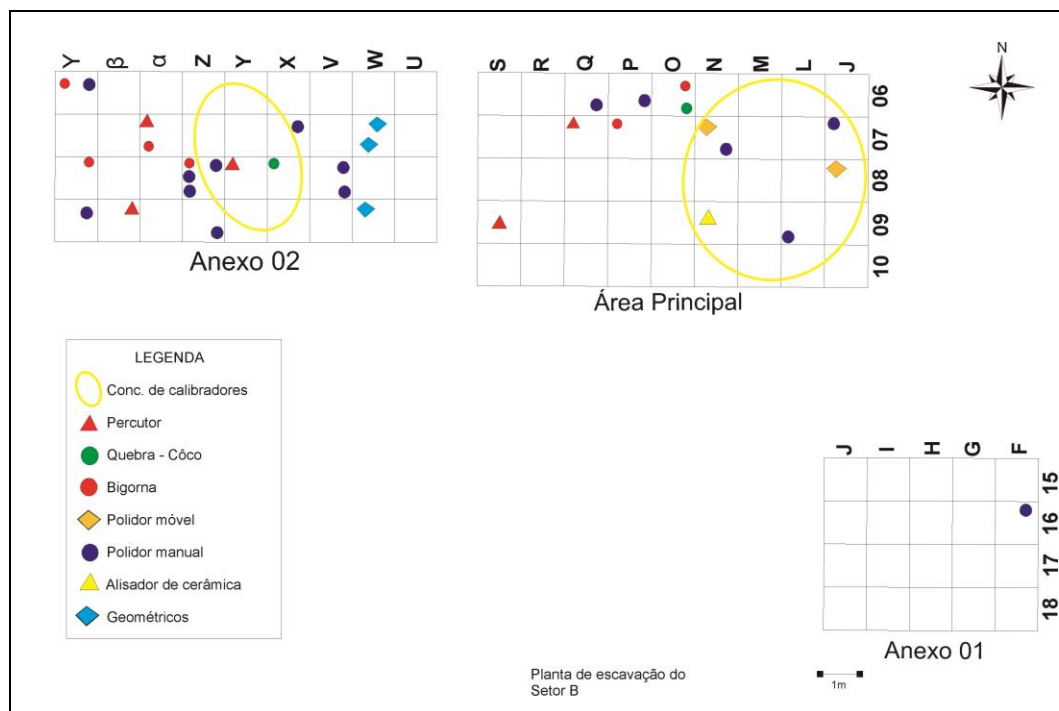 N
Y β α Z Y X V W U
S R Q P O N M L J
06
07
08
09
10
Anexo 02
Área Principal
LEGENDA
Conc. de calibradores
Percutor
Quebra - Côco
Bigorna
Polidor móvel
Polidor manual
Alisador de cerâmica
Geométricos
J I H G F
15
16
17
18
Anexo 01
Planta de escavação do
Setor B
1m